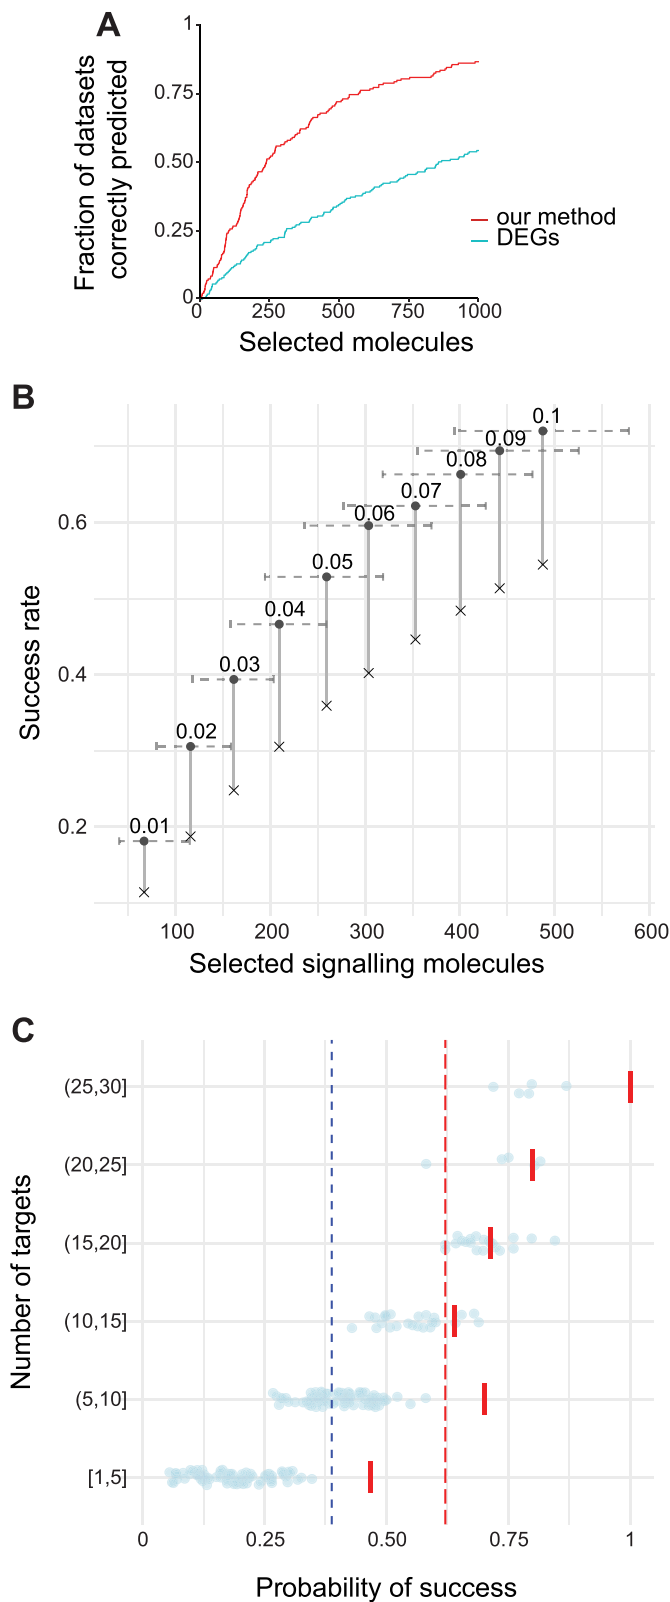 A
Fraction of datasets
correctly predicted
1
0.75
0.50
0.25
0
0 250 500 750 1000
Selected molecules
our method
DEGs
B
Success rate
0.6
0.4
0.2
0.1
0.09
0.08
0.07
0.06
0.05
0.04
0.03
0.02
0.01
100 200 300 400 500 600
Selected signalling molecules
C
Number of targets
(25,30]
(20,25]
(15,20]
(10,15]
(5,10]
[1,5]
0 0.25 0.50 0.75 1
Probability of success